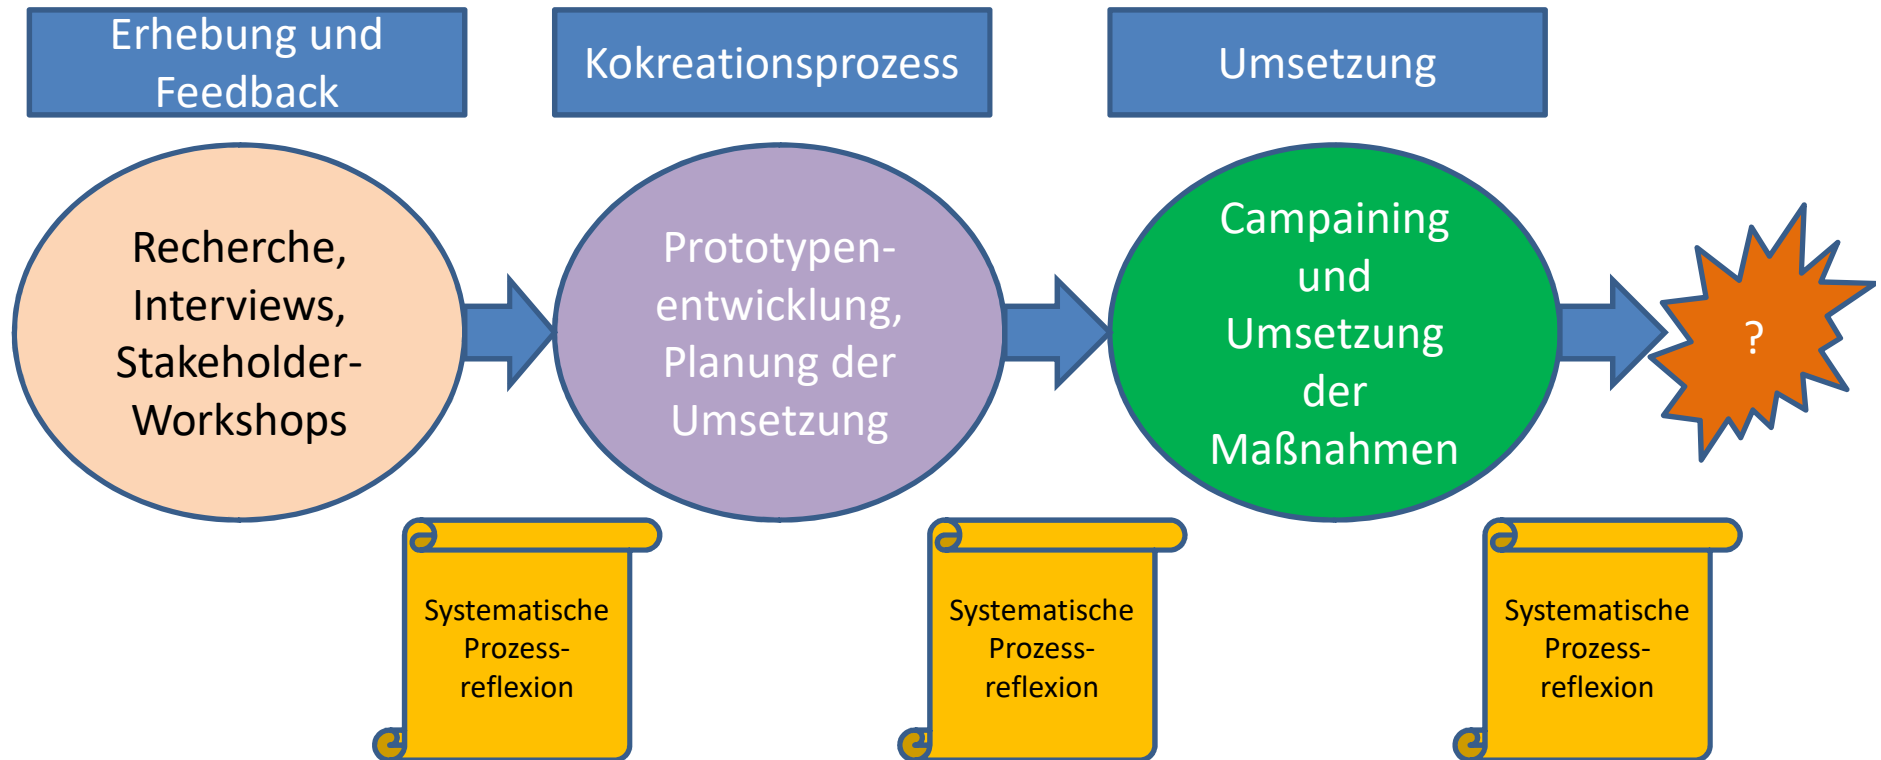 Erhebung und
Feedback
Kokreationsprozess
Umsetzung
Recherche,
Interviews,
Stakeholder-
Workshops
Prototypen-
entwicklung,
Planung der
Umsetzung
Campaining
und
Umsetzung
der
Maßnahmen
?
Systematische
Prozess-
reflexion
Systematische
Prozess-
reflexion
Systematische
Prozess-
reflexion